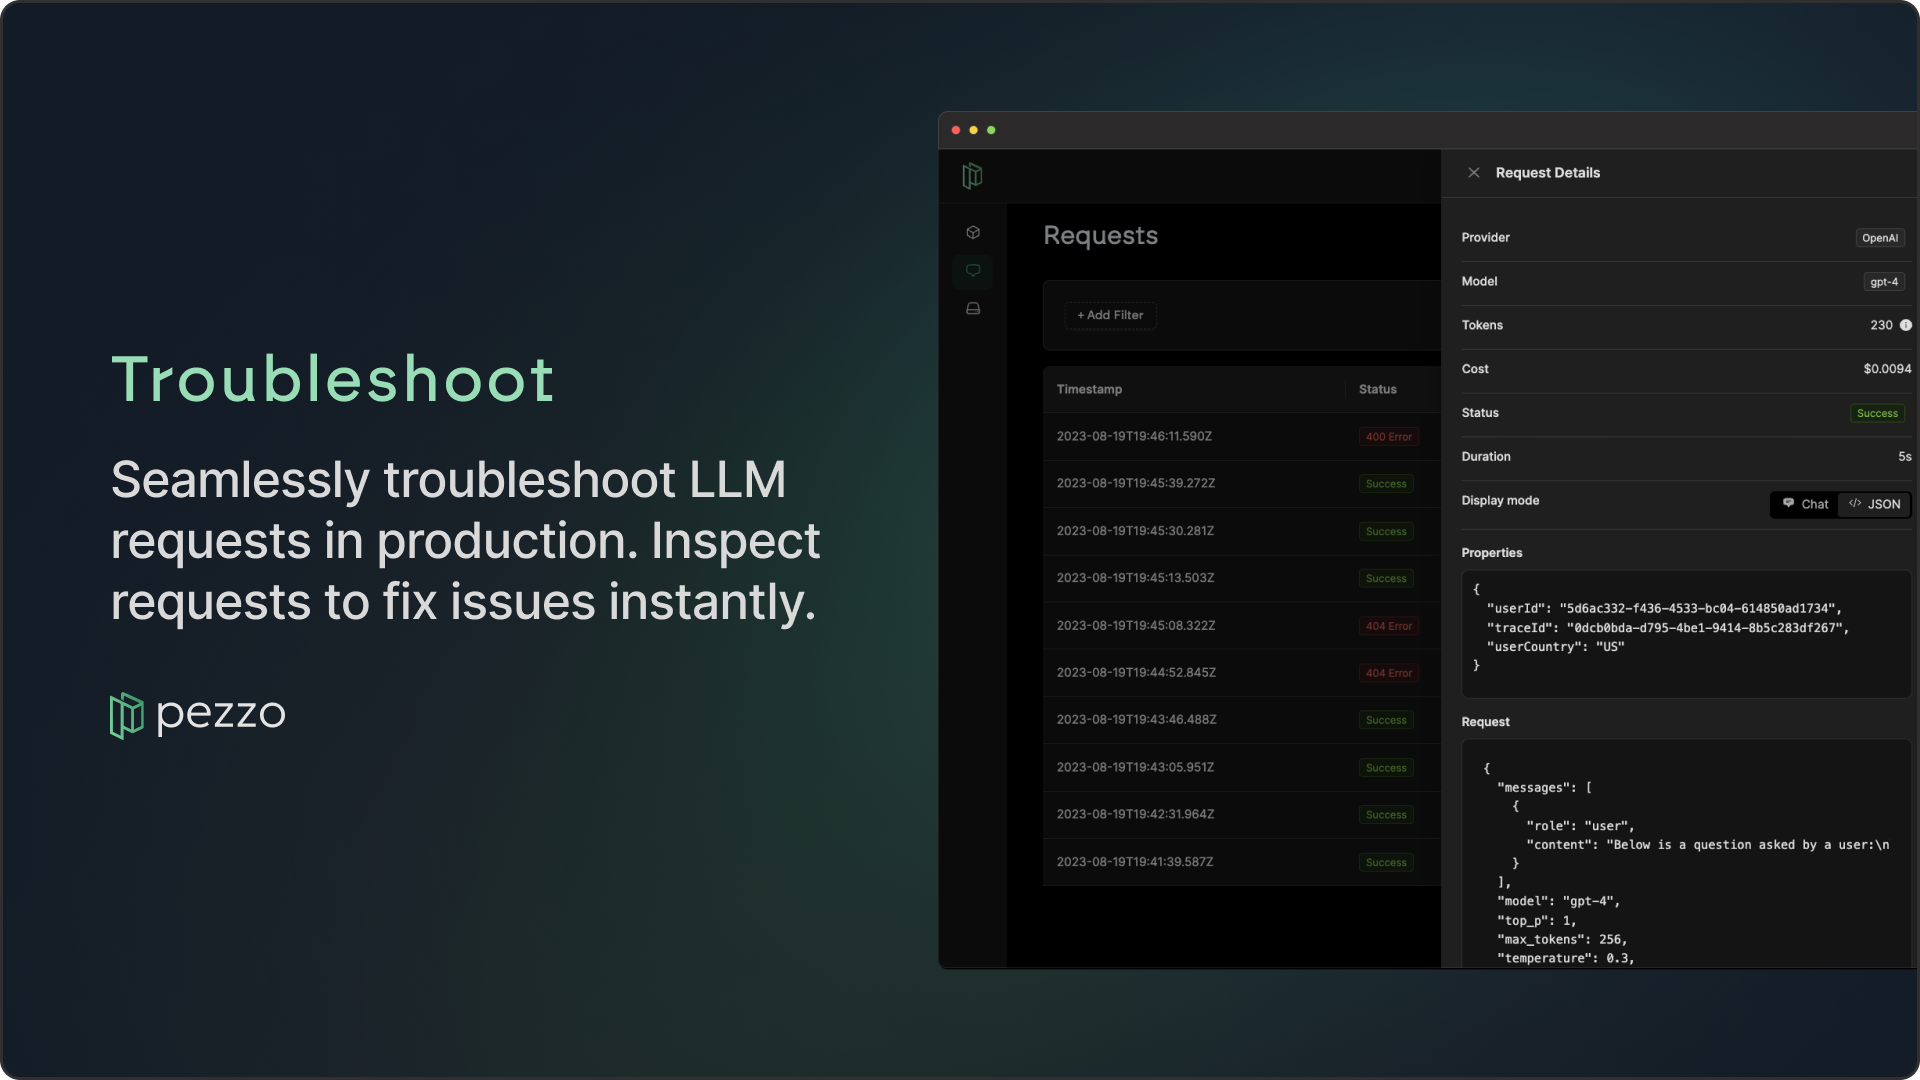 Troubleshoot
Seamlessly troubleshoot LLM
requests in production. Inspect
requests to fix issues instantly.
pezzo
Requests
+ Add Filter
Timestamp Status
2023-08-19T19:46:11.590Z 400 Error
2023-08-19T19:45:39.272Z Success
2023-08-19T19:45:30.281Z Success
2023-08-19T19:45:13.503Z Success
2023-08-19T19:45:08.322Z 404 Error
2023-08-19T19:44:52.845Z 404 Error
2023-08-19T19:43:46.488Z Success
2023-08-19T19:43:05.951Z Success
2023-08-19T19:42:31.964Z Success
2023-08-19T19:41:39.587Z Success
Request Details
Provider OpenAI
Model gpt-4
Tokens 230
Cost $0.0094
Status Success
Duration 5s
Display mode Chat </> JSON
Properties
{
"userId": "5d6ac332-f436-4533-bc04-614850ad1734",
"traceId": "0dcb0bda-d795-4be1-9414-8b5c283df267",
"userCountry": "US"
}
Request
{
"messages": [
{
"role": "user",
"content": "Below is a question asked by a user:\n
}
],
"model": "gpt-4",
"top_p": 1,
"max_tokens": 256,
"temperature": 0.3,